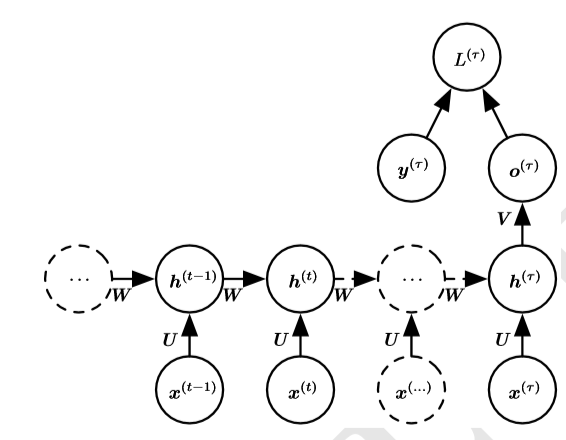 L^(τ)
y^(τ) o^(τ)
V
... h^(t−1) h^(t) ... h^(τ)
W W W W
U U U U
x^(t−1) x^(t) x^(...) x^(τ)